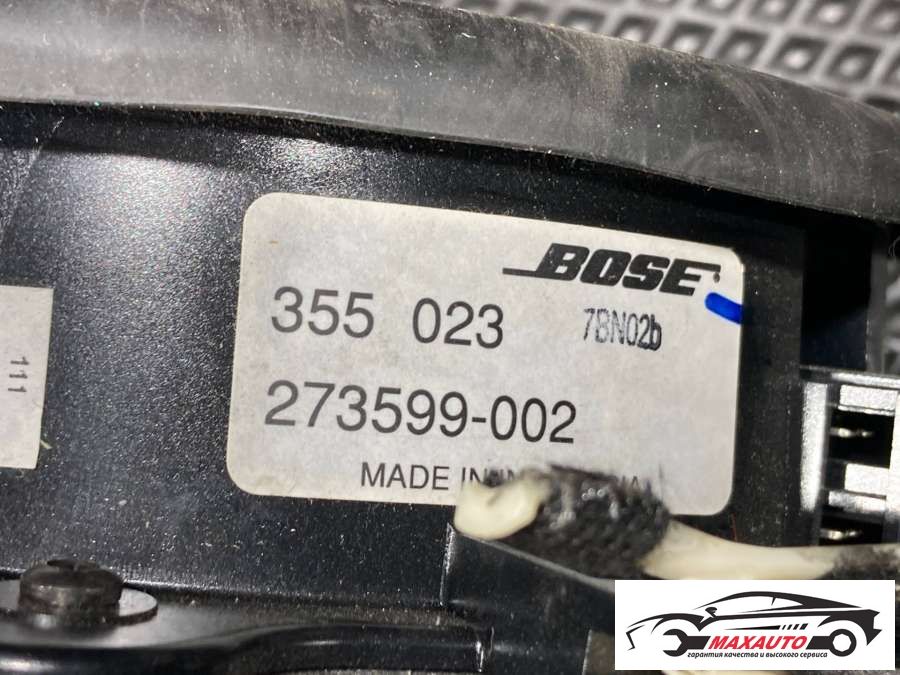 BOSE
355 023 7BN02b
273599-002
MADE IN
111
MAXAUTO
гарантия качества и высокого сервиса